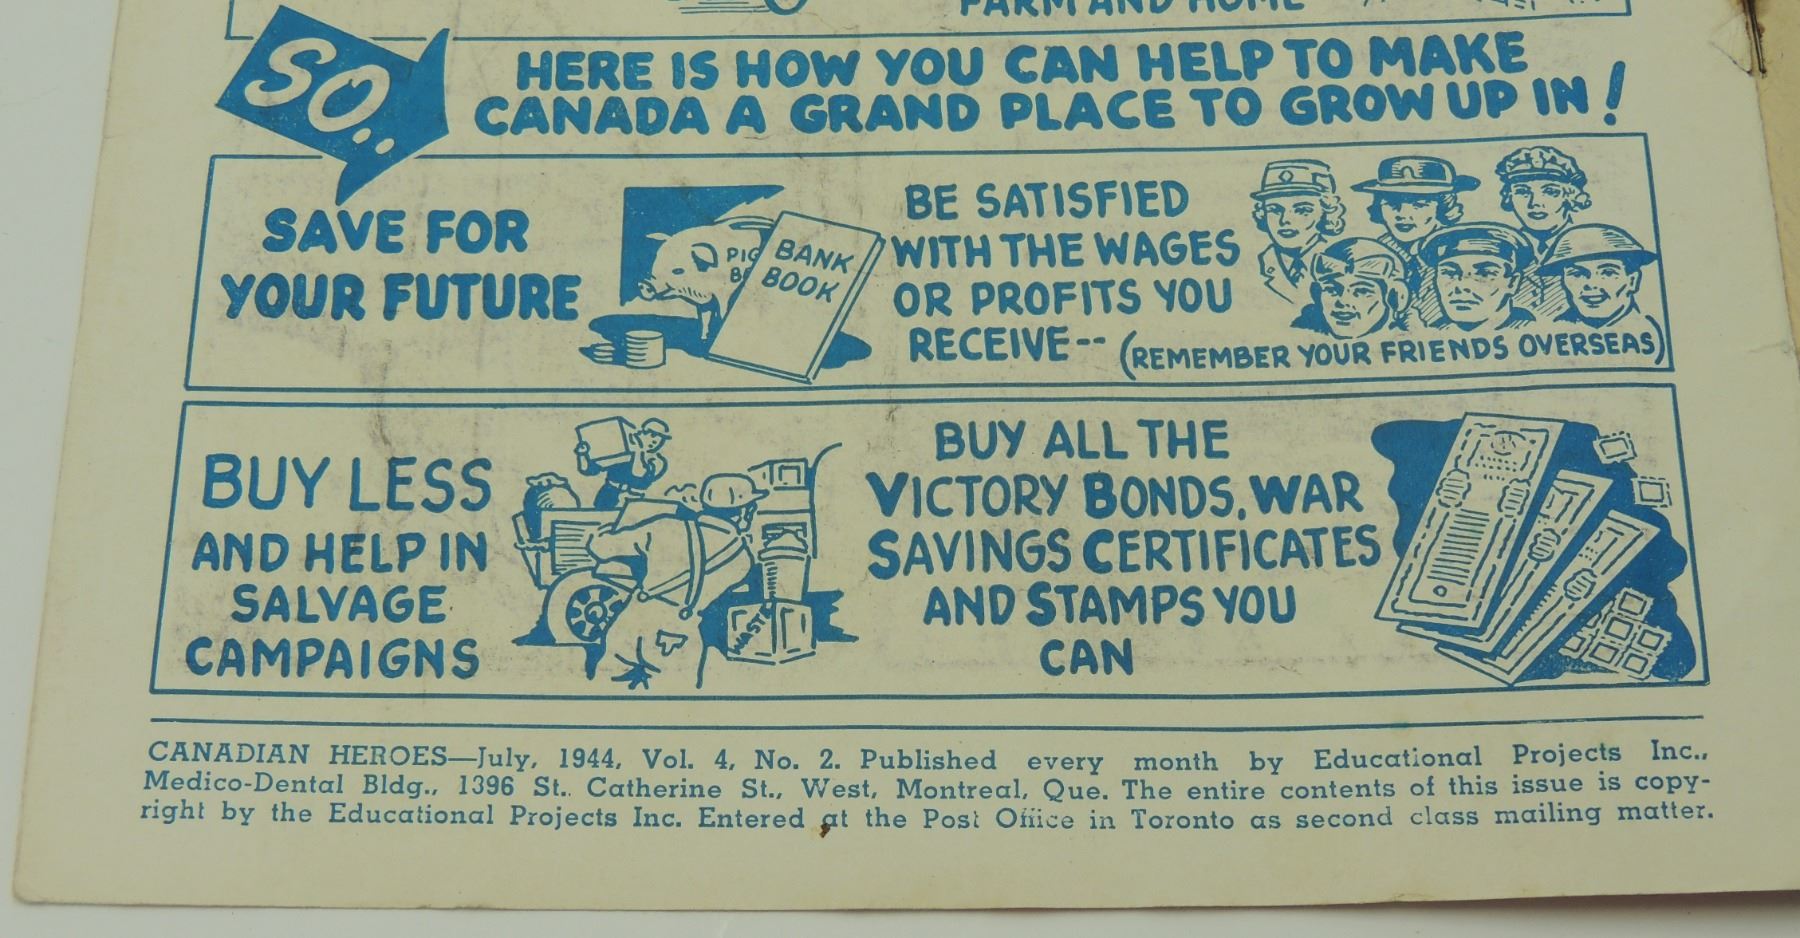 FARM AND HOME
SO..
HERE IS HOW YOU CAN HELP TO MAKE
CANADA A GRAND PLACE TO GROW UP IN!
SAVE FOR
YOUR FUTURE
BANK
BOOK
BE SATISFIED
WITH THE WAGES
OR PROFITS YOU
RECEIVE--
(REMEMBER YOUR FRIENDS OVERSEAS)
BUY LESS
AND HELP IN
SALVAGE
CAMPAIGNS
BUY ALL THE
VICTORY BONDS, WAR
SAVINGS CERTIFICATES
AND STAMPS YOU
CAN
CANADIAN HEROES—July, 1944, Vol. 4, No. 2. Published every month by Educational Projects Inc.,
Medico-Dental Bldg., 1396 St. Catherine St., West, Montreal, Que. The entire contents of this issue is copy-
right by the Educational Projects Inc. Entered at the Post Office in Toronto as second class mailing matter.